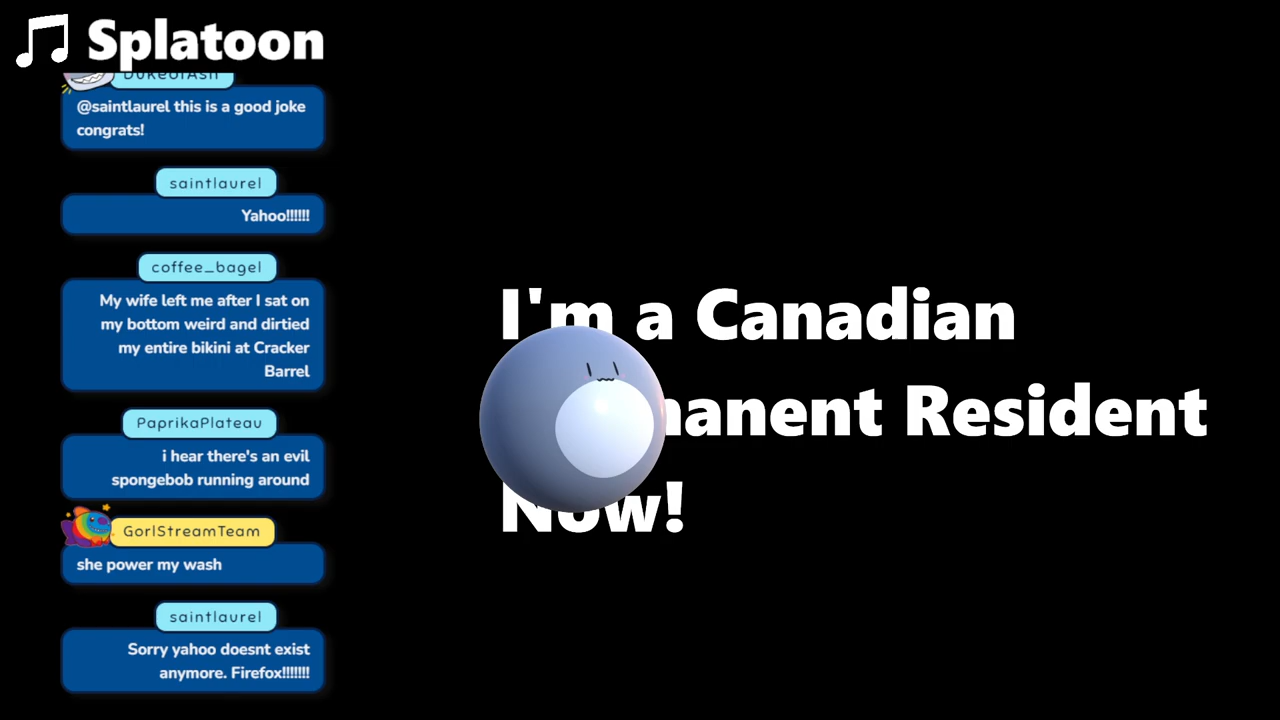 Splatoon
DukeOfAsh
@saintlaurel this is a good joke
congrats!
saintlaurel
Yahoo!!!!!!
coffee_bagel
My wife left me after I sat on
my bottom weird and dirtied
my entire bikini at Cracker
Barrel
PaprikaPlateau
i hear there's an evil
spongebob running around
GorlStreamTeam
she power my wash
saintlaurel
Sorry yahoo doesnt exist
anymore. Firefox!!!!!!!
I'm a Canadian
manent Resident
Now!